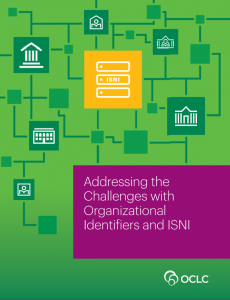 ISNI
Addressing the
Challenges with
Organizational
Identifiers and ISNI
OCLC